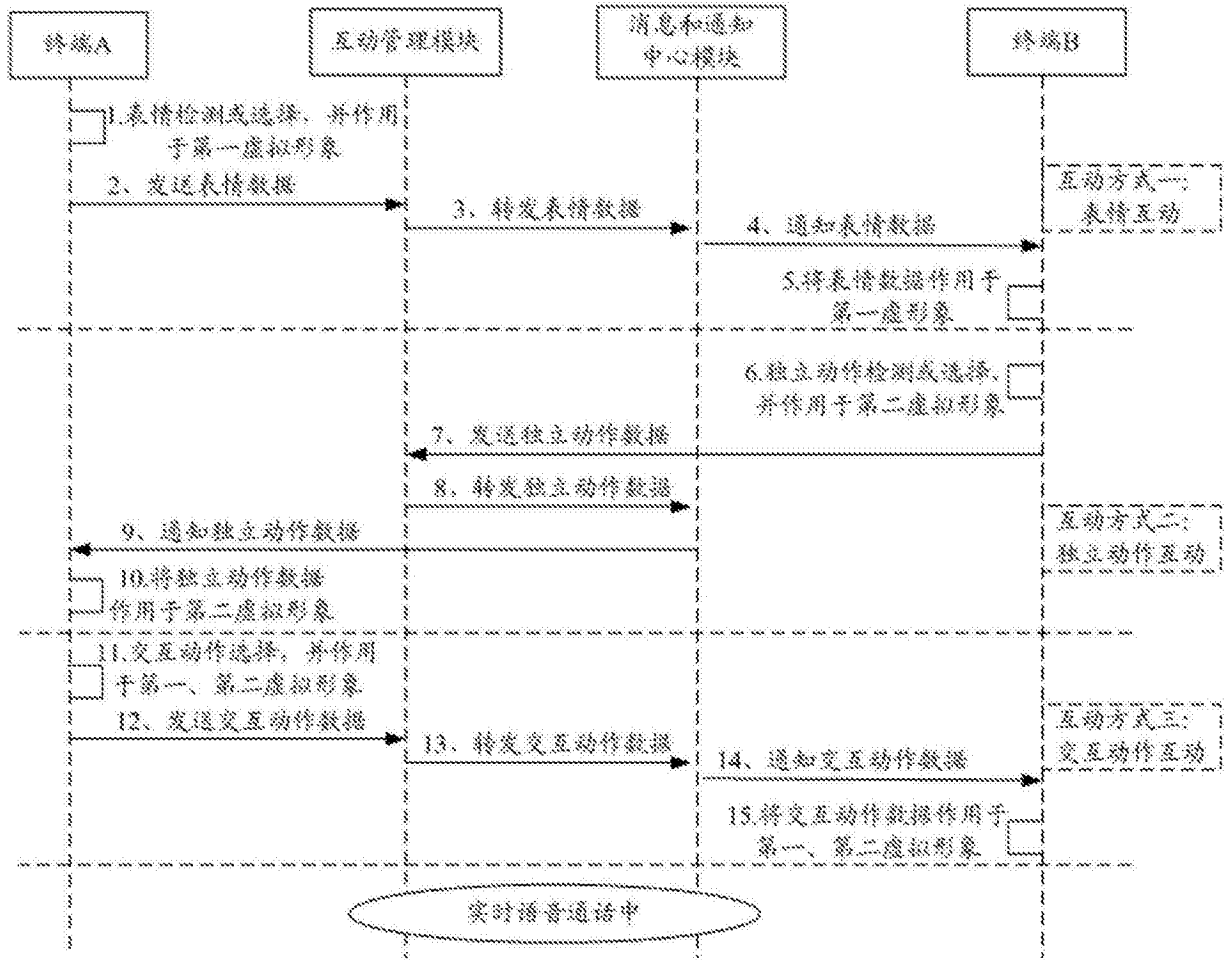 终端A
互动管理模块
消息和通知
中心模块
终端B
1.表情检测或选择，并作用
于第一虚拟形象
2、发送表情数据
3、转发表情数据
4、通知表情数据
互动方式一:
表情互动
5.将表情数据作用于
第一虚形象
6.独立动作检测或选择，
并作用于第二虚拟形象
7、发送独立动作数据
8、转发独立动作数据
9、通知独立动作数据
互动方式二:
独立动作互动
10.将独立动作数据
作用于第二虚拟形象
11.交互动作选择，并作用
于第一、第二虚拟形象
12、发送交互动作数据
13、转发交互动作数据
14、通知交互动作数据
互动方式三:
交互动作互动
15.将交互动作数据作用于
第一、第二虚拟形象
实时语音通话中